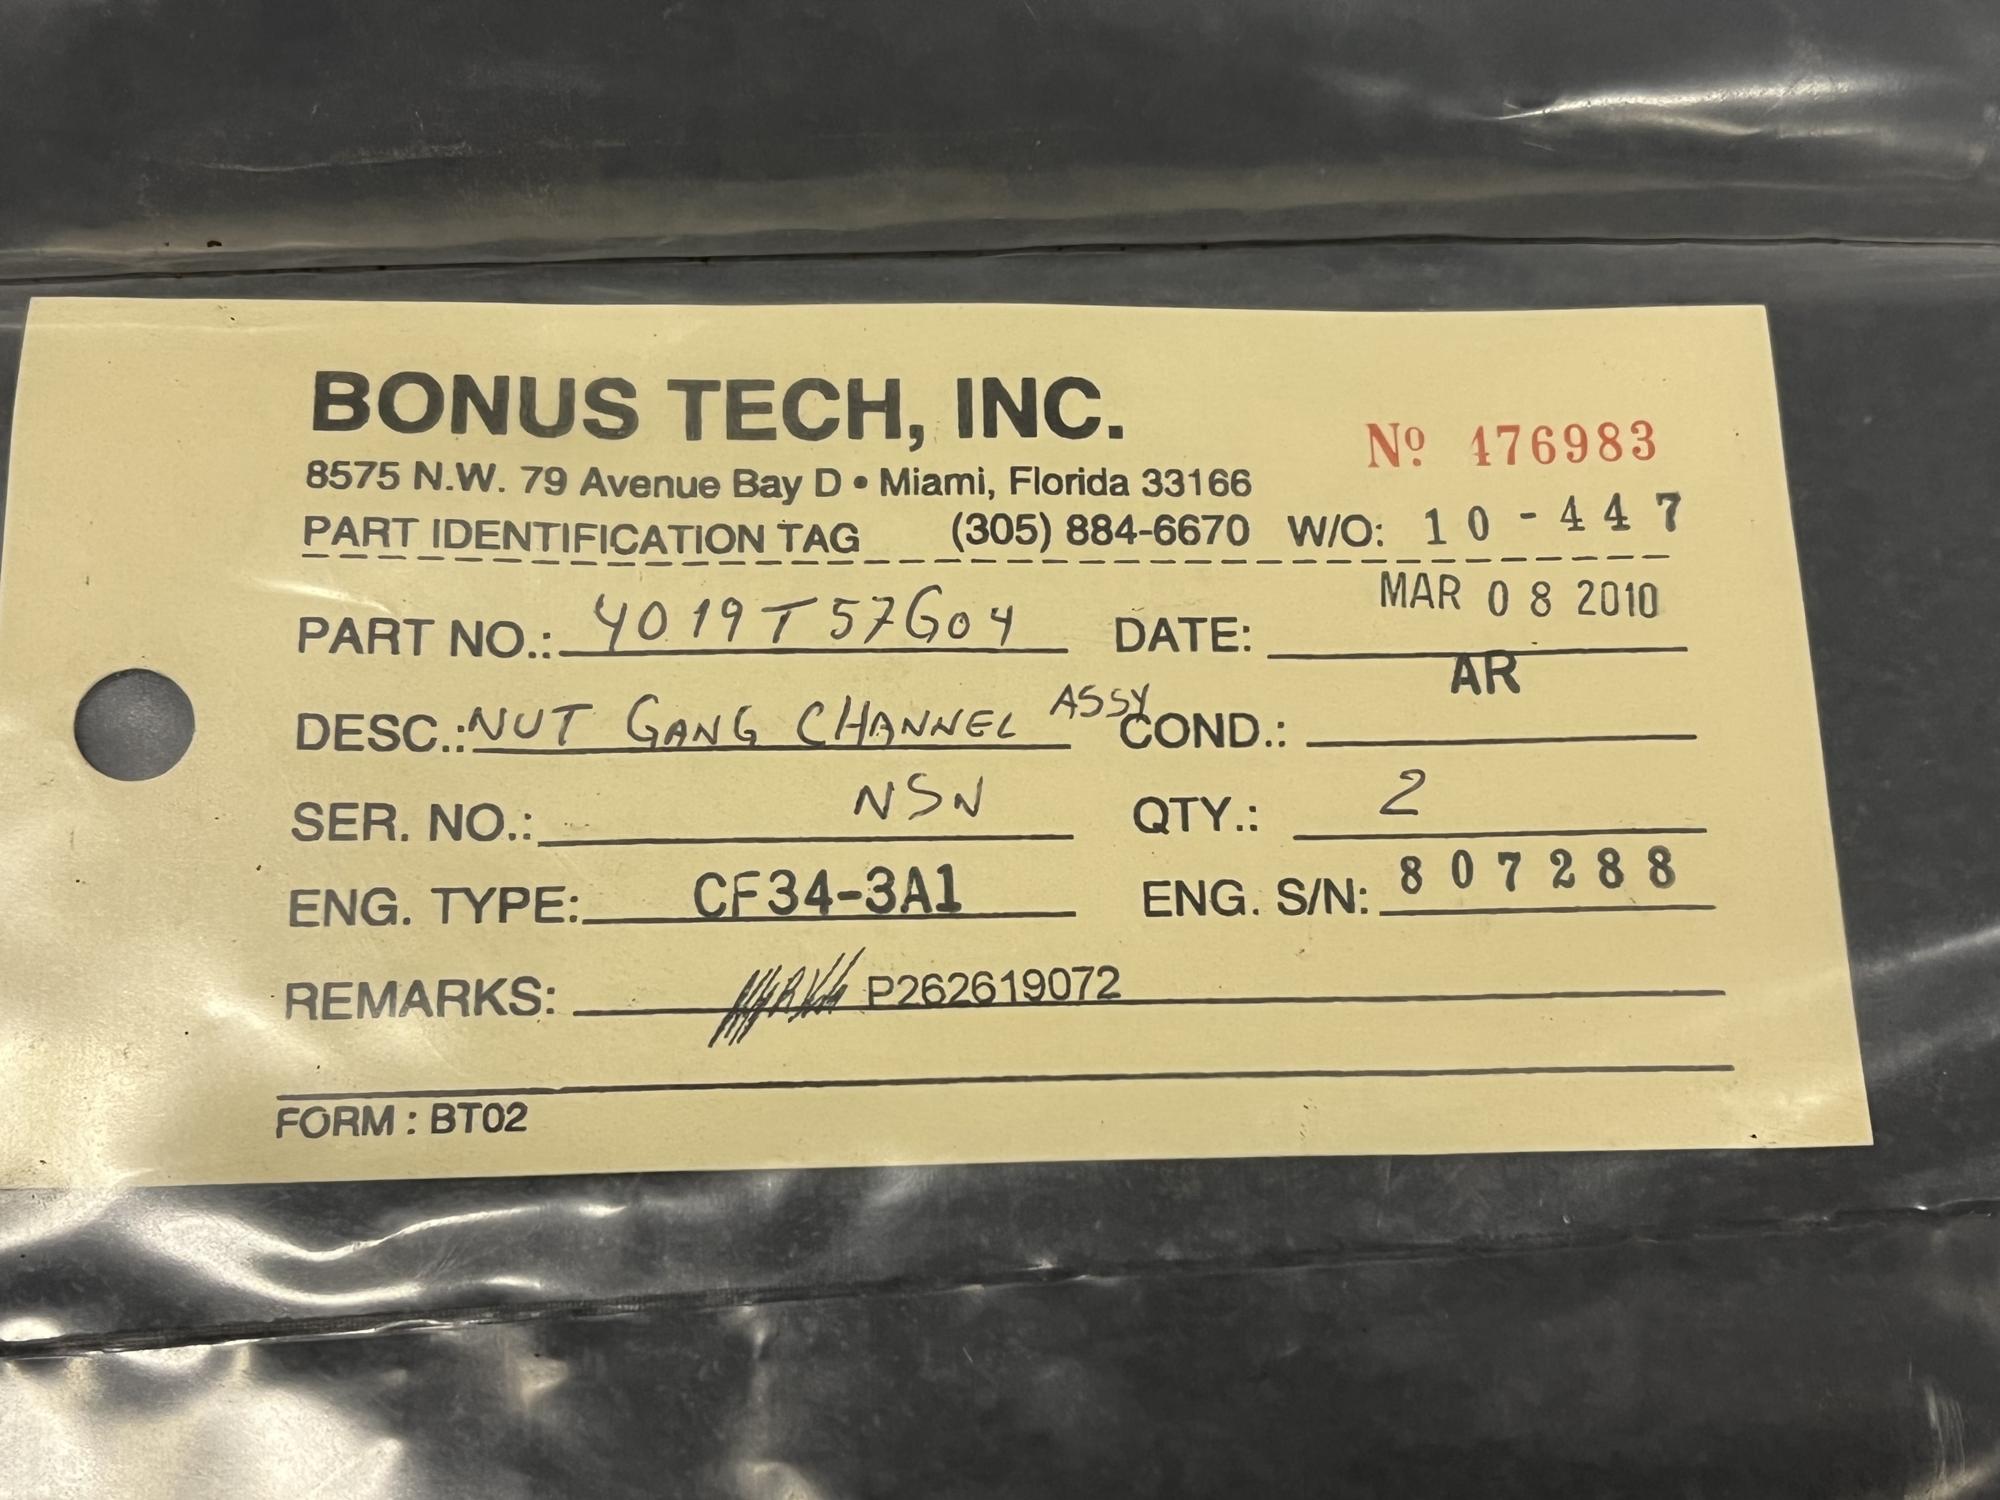 BONUS TECH, INC.
Nº 476983
8575 N.W. 79 Avenue Bay D • Miami, Florida 33166
PART IDENTIFICATION TAG (305) 884-6670 W/O: 10-447
PART NO.: 4019T57G04 DATE: MAR 08 2010
DESC.: NUT GANG CHANNEL ASSY COND.: AR
SER. NO.: NSN QTY.: 2
ENG. TYPE: CF34-3A1 ENG. S/N: 807288
REMARKS: P262619072
FORM : BT02